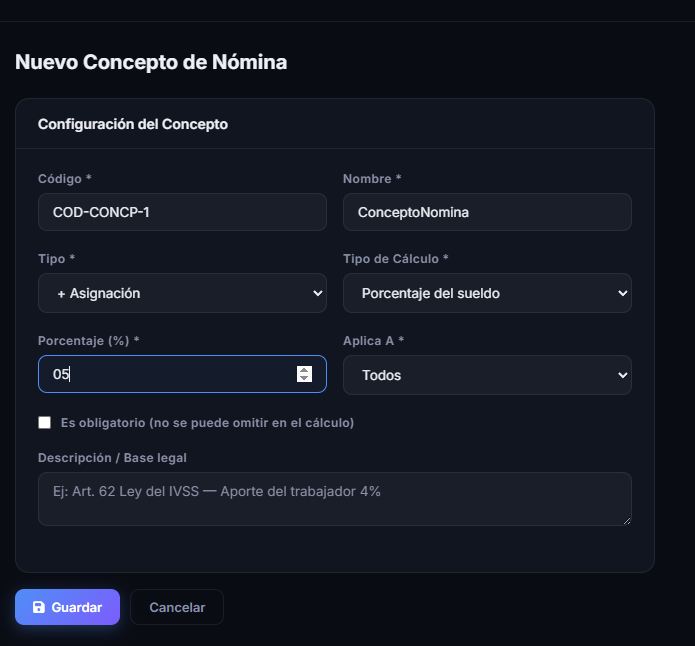 Nuevo Concepto de Nómina
Configuración del Concepto
Código *
Nombre *
COD-CONCP-1
ConceptoNomina
Tipo *
Tipo de Cálculo *
+ Asignación
Porcentaje del sueldo
Porcentaje (%) *
Aplica A *
05
Todos
Es obligatorio (no se puede omitir en el cálculo)
Descripción / Base legal
Ej: Art. 62 Ley del IVSS — Aporte del trabajador 4%
Guardar
Cancelar